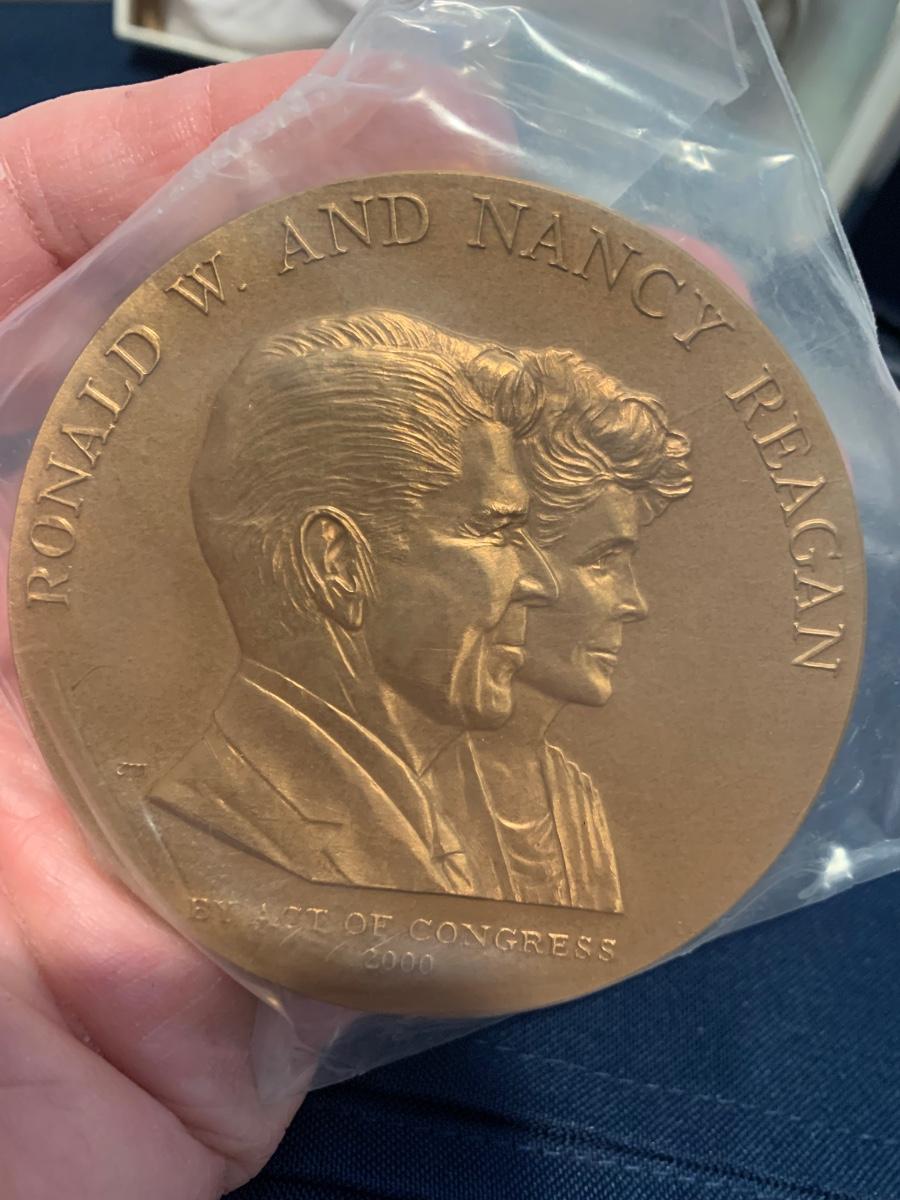 RONALD W. AND NANCY REAGAN
BY ACT OF CONGRESS
2000